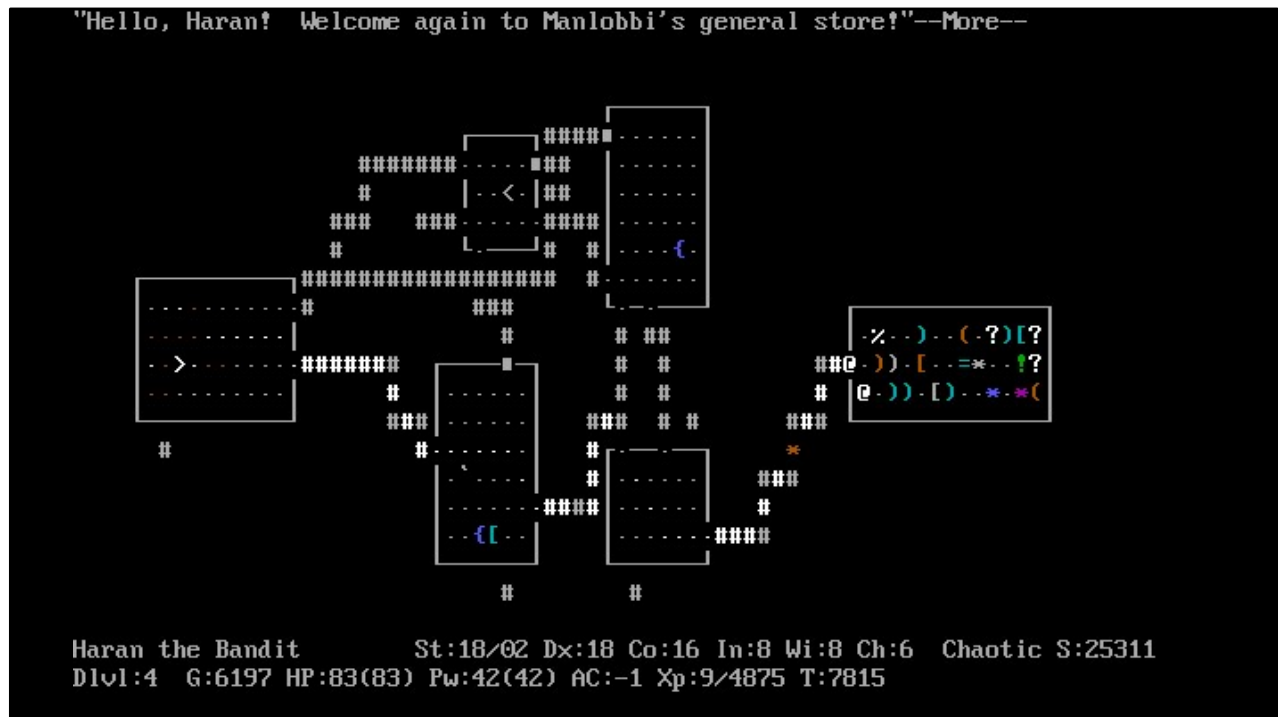 "Hello, Haran!  Welcome again to Manlobbi's general store!"--More--
Haran the Bandit St:18/02 Dx:18 Co:16 In:8 Wi:8 Ch:6 Chaotic S:25311
Dlvl:4 G:6197 HP:83(83) Pw:42(42) AC:-1 Xp:9/4875 T:7815